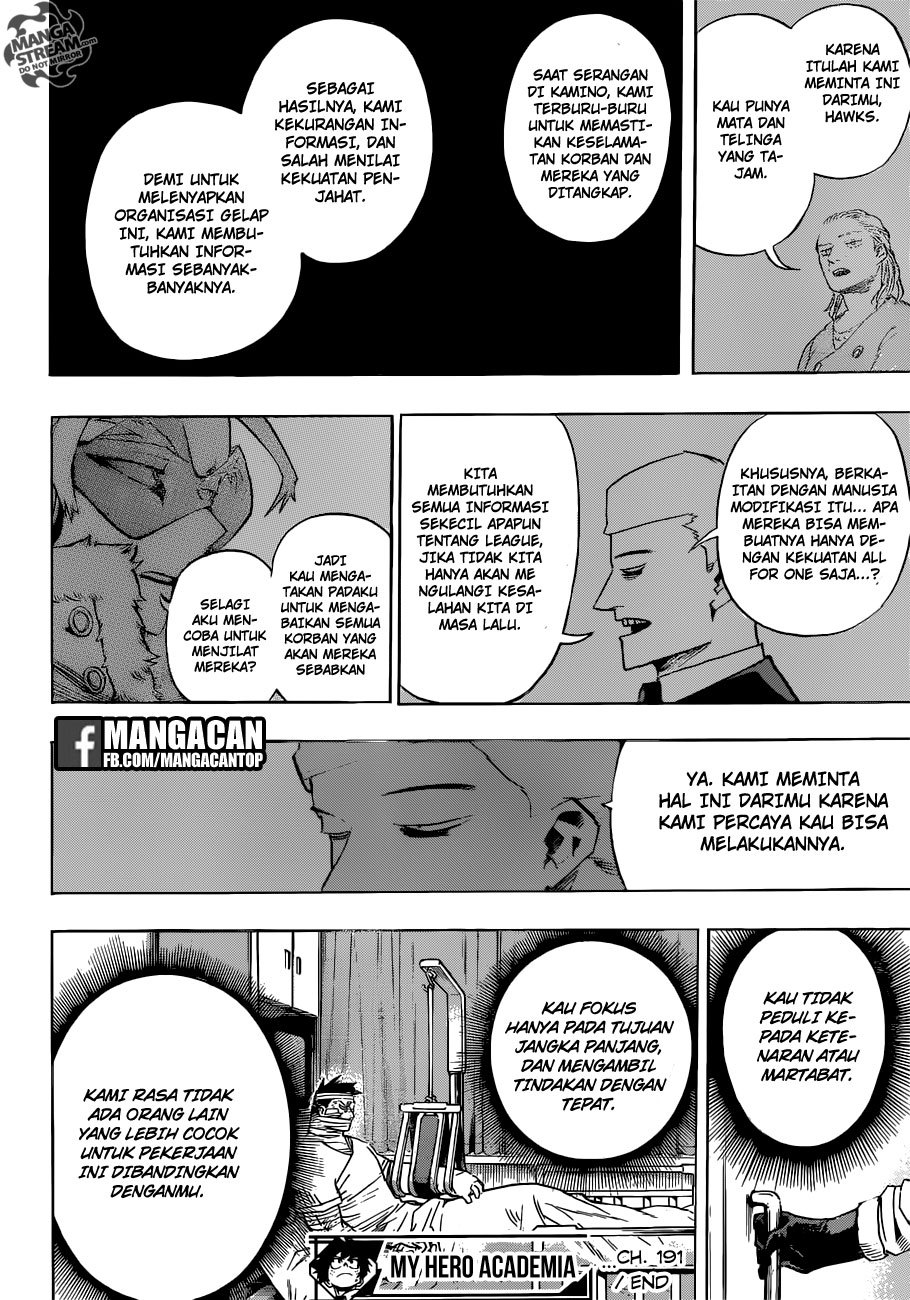 MANGA
STREAM.com
DO NOT MIRROR
KARENA
ITULAH KAMI
MEMINTA INI
DARIMU,
HAWKS.
KAU PUNYA
MATA DAN
TELINGA
YANG TA-
JAM.
SAAT SERANGAN
DI KAMINO, KAMI
TERBURU-BURU
UNTUK MEMASTI-
KAN KESELAMA-
TAN KORBAN DAN
MEREKA YANG
DITANGKAP.
SEBAGAI
HASILNYA, KAMI
KEKURANGAN IN-
FORMASI, DAN
SALAH MENILAI
KEKUATAN PEN-
JAHAT.
DEMI UNTUK
MELENYAPKAN
ORGANISASI GELAP
INI, KAMI MEMBU-
TUHKAN INFOR-
MASI SEBANYAK-
BANYAKNYA.
KHUSUSNYA, BERKA-
ITAN DENGAN MANUSIA
MODIFIKASI ITU... APA
MEREKA BISA MEM-
BUATNYA HANYA DE-
NGAN KEKUATAN ALL
FOR ONE SAJA...?
KITA
MEMBUTUHKAN
SEMUA INFORMASI
SEKECIL APAPUN
TENTANG LEAGUE,
JIKA TIDAK KITA
HANYA AKAN ME
NGULANGI KESA-
LAHAN KITA DI
MASA LALU.
JADI
KAU MENGA-
TAKAN PADAKU
UNTUK MENGA-
BAIKAN SEMUA
KORBAN YANG
AKAN MEREKA
SEBABKAN
SELAGI
AKU MEN-
COBA UNTUK
MENJILAT
MEREKA?
f MANGACAN
FB.COM/MANGACANTOP
YA. KAMI MEMINTA
HAL INI DARIMU KARENA
KAMI PERCAYA KAU BISA
MELAKUKANNYA.
KAU TIDAK
PEDULI KE-
PADA KETE-
NARAN ATAU
MARTABAT.
KAU FOKUS
HANYA PADA TUJUAN
JANGKA PANJANG,
DAN MENGAMBIL
TINDAKAN DENGAN
TEPAT.
KAMI RASA TIDAK
ADA ORANG LAIN
YANG LEBIH COCOK
UNTUK PEKERJAAN
INI DIBANDINGKAN
DENGANMU.
MY HERO ACADEMIA
...CH. 191
/ END